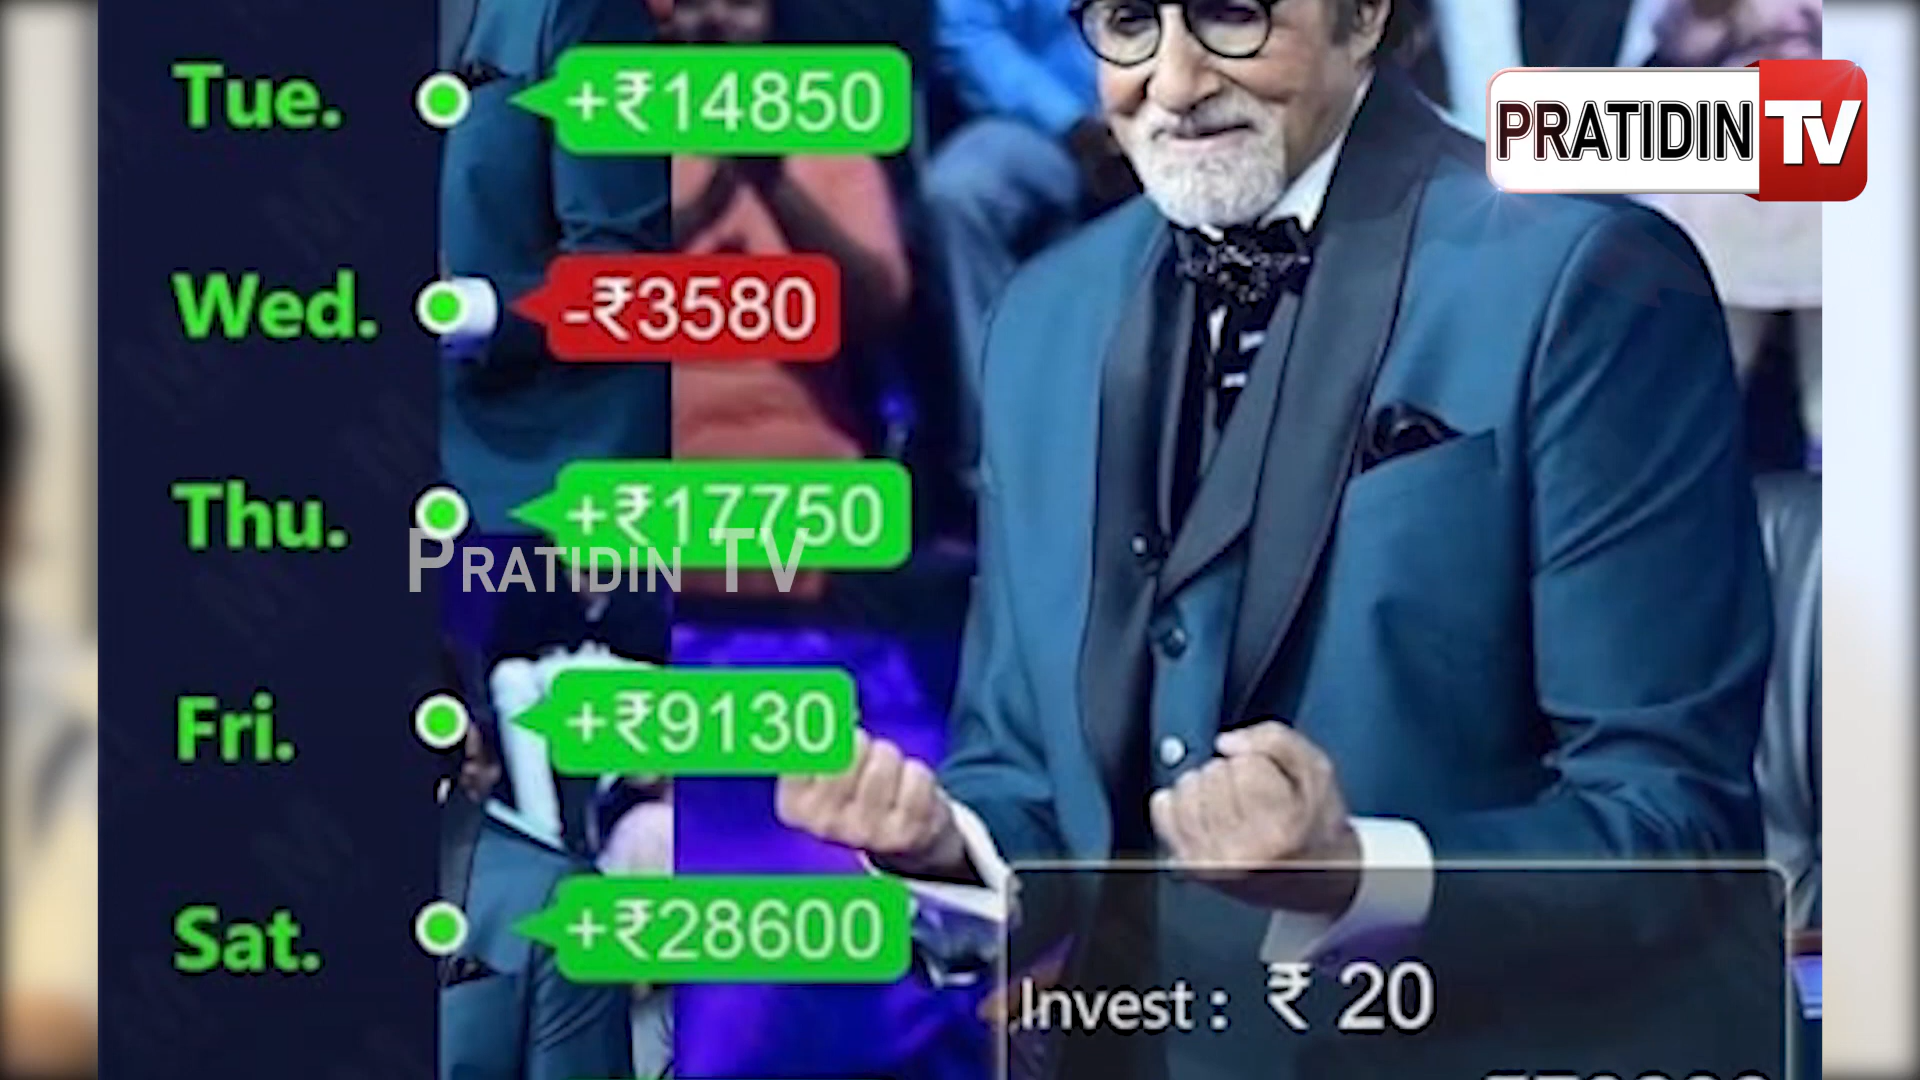 Tue. +₹14850
PRATIDIN TV
Wed. -₹3580
Thu. +₹17750
PRATIDIN TV
Fri. +₹9130
Sat. +₹28600
Invest : ₹ 20